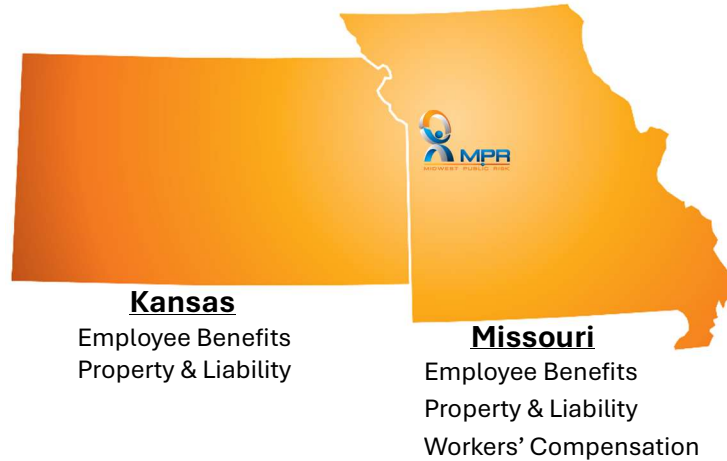 MPR
MIDWEST PUBLIC RISK
Kansas
Employee Benefits
Property & Liability
Missouri
Employee Benefits
Property & Liability
Workers’ Compensation